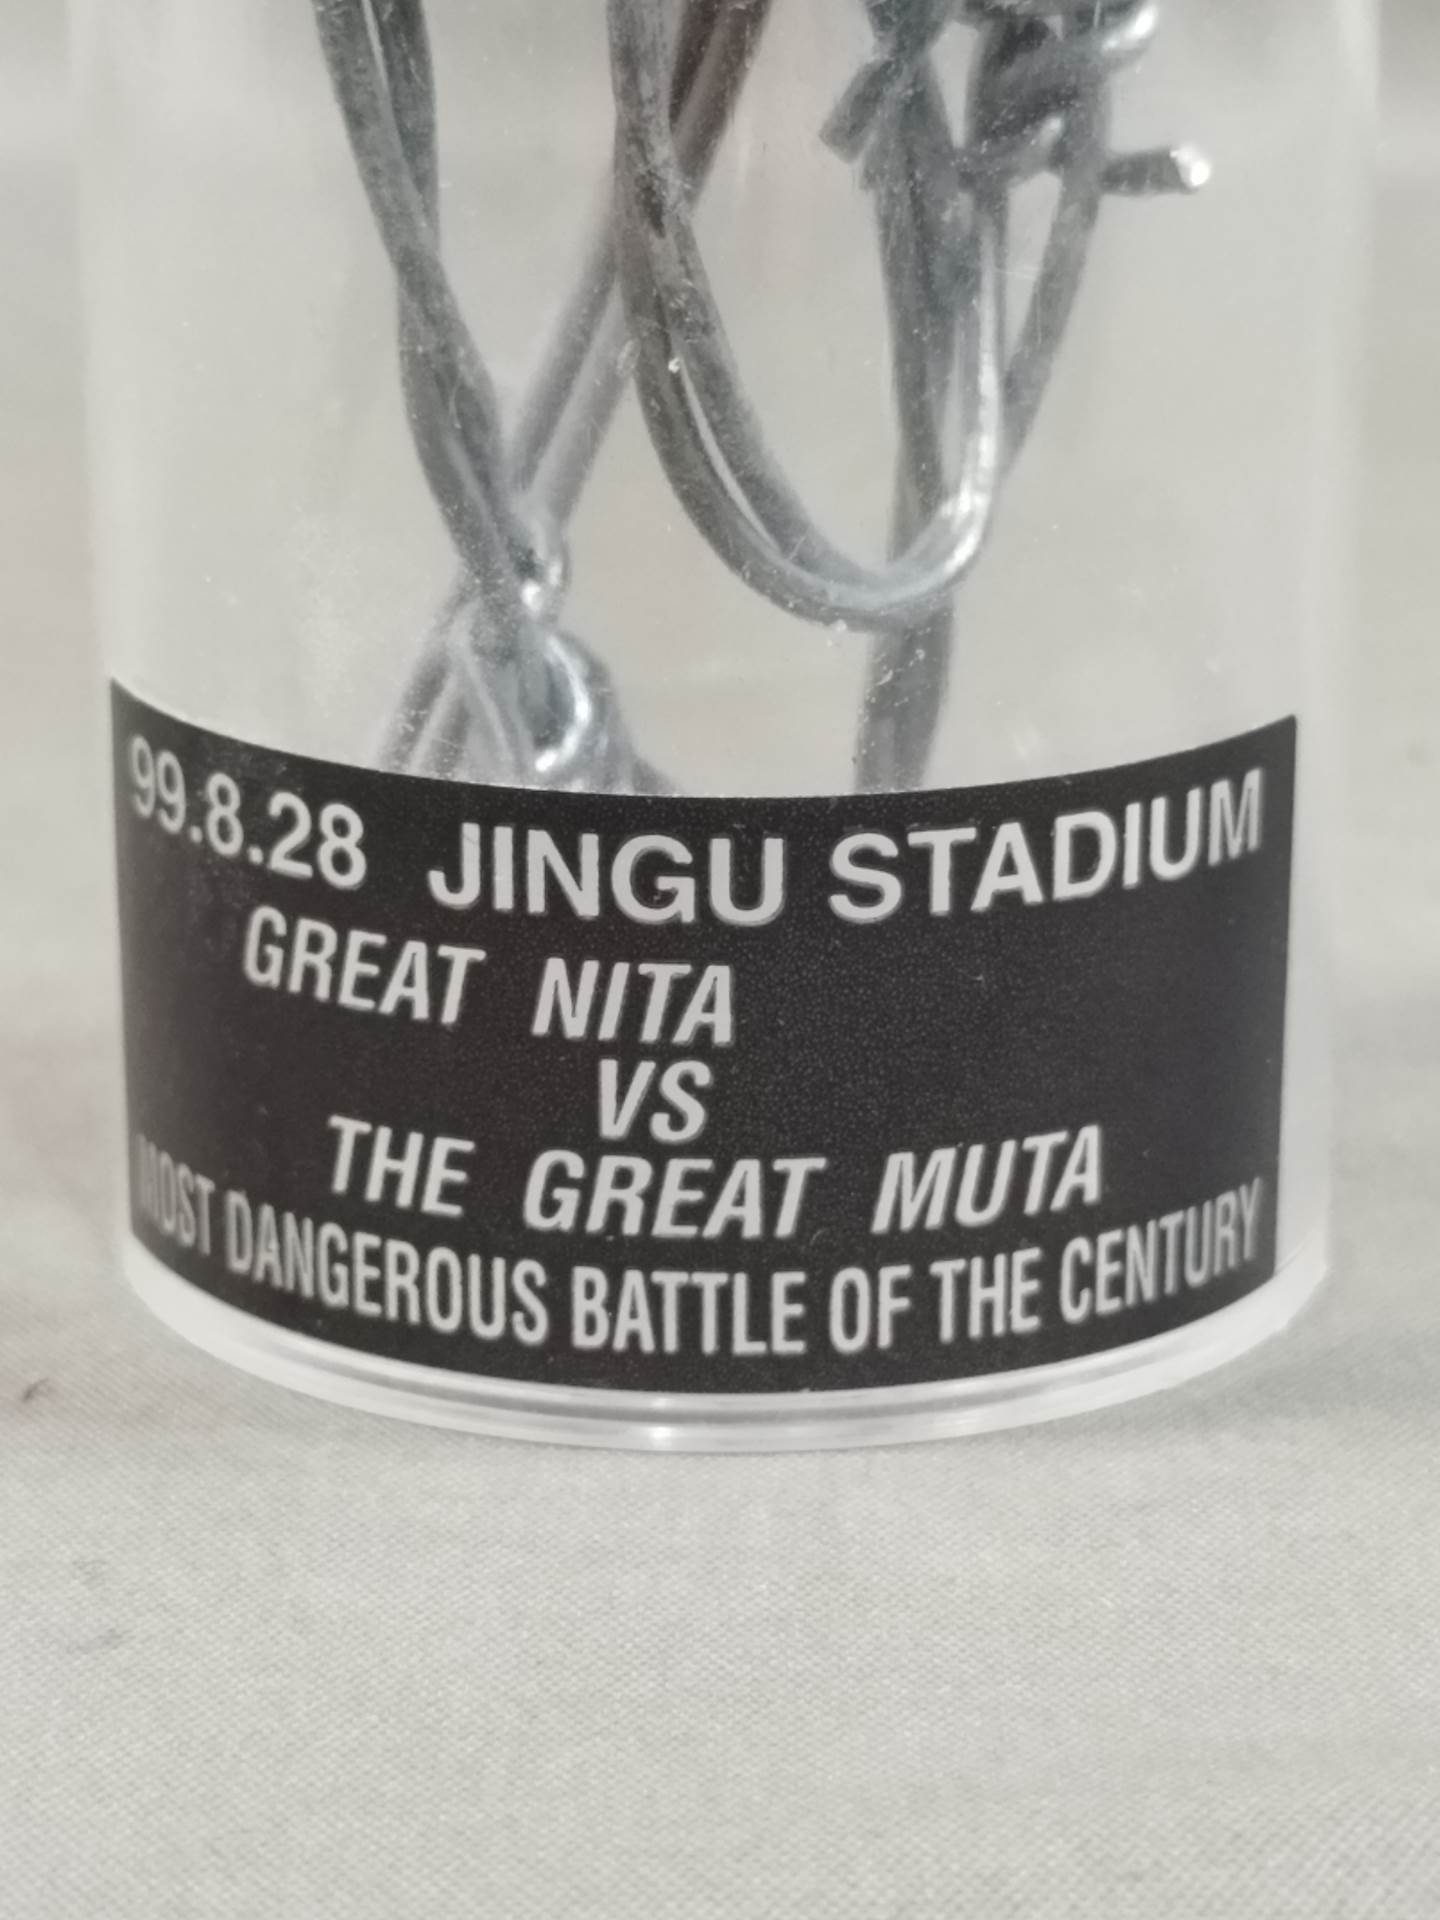 99.8.28 JINGU STADIUM
GREAT NITA
VS
THE GREAT MUTA
MOST DANGEROUS BATTLE OF THE CENTURY